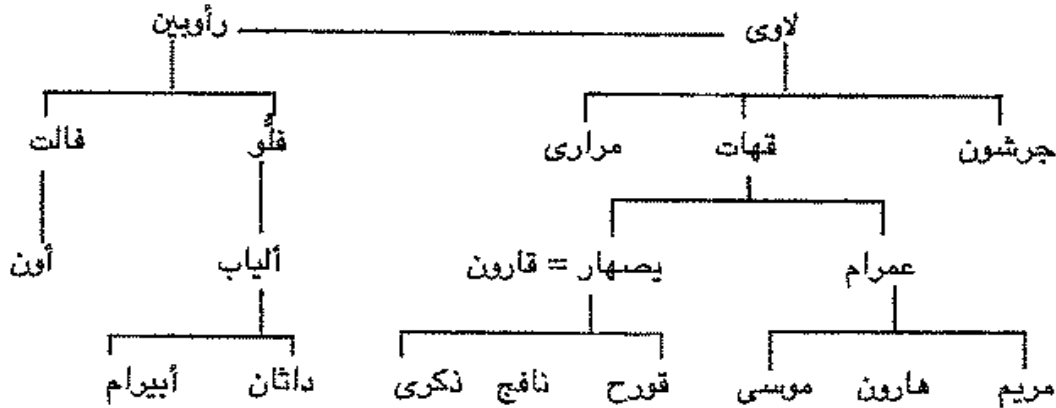 لاوى رأوبين
جرشون قهات مرارى فلُّو فالت
عمرام يصهار = قارون ألياب أون
مريم هارون موسى قورح نافج ذكرى داثان أبيرام